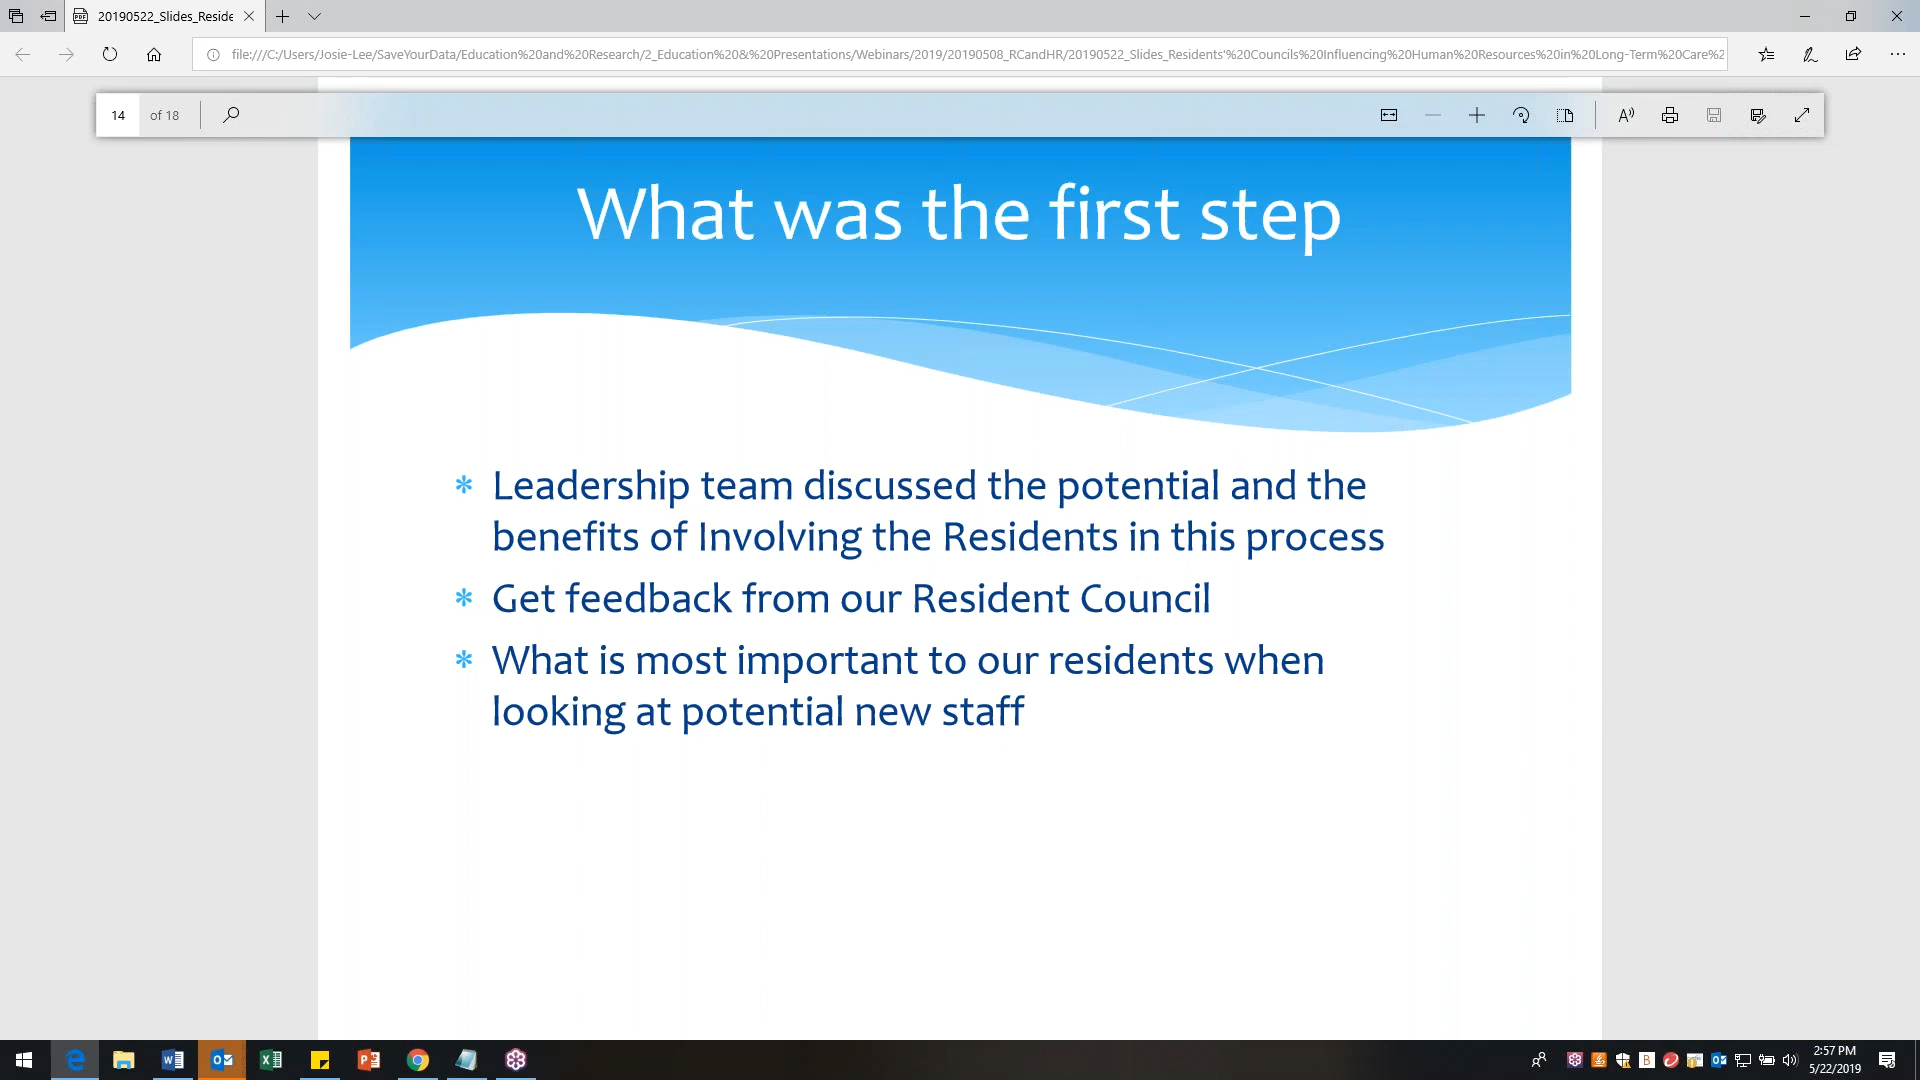 20190522_Slides_Reside
file:///C:/Users/Josie-Lee/SaveYourData/Education%20and%20Research/2_Education%20&%20Presentations/Webinars/2019/20190508_RCandHR/20190522_Slides_Residents'%20Councils%20Influencing%20Human%20Resources%20in%20Long-Term%20Care%2
14 of 18
What was the first step
* Leadership team discussed the potential and the
benefits of Involving the Residents in this process
* Get feedback from our Resident Council
* What is most important to our residents when
looking at potential new staff
2:57 PM
5/22/2019